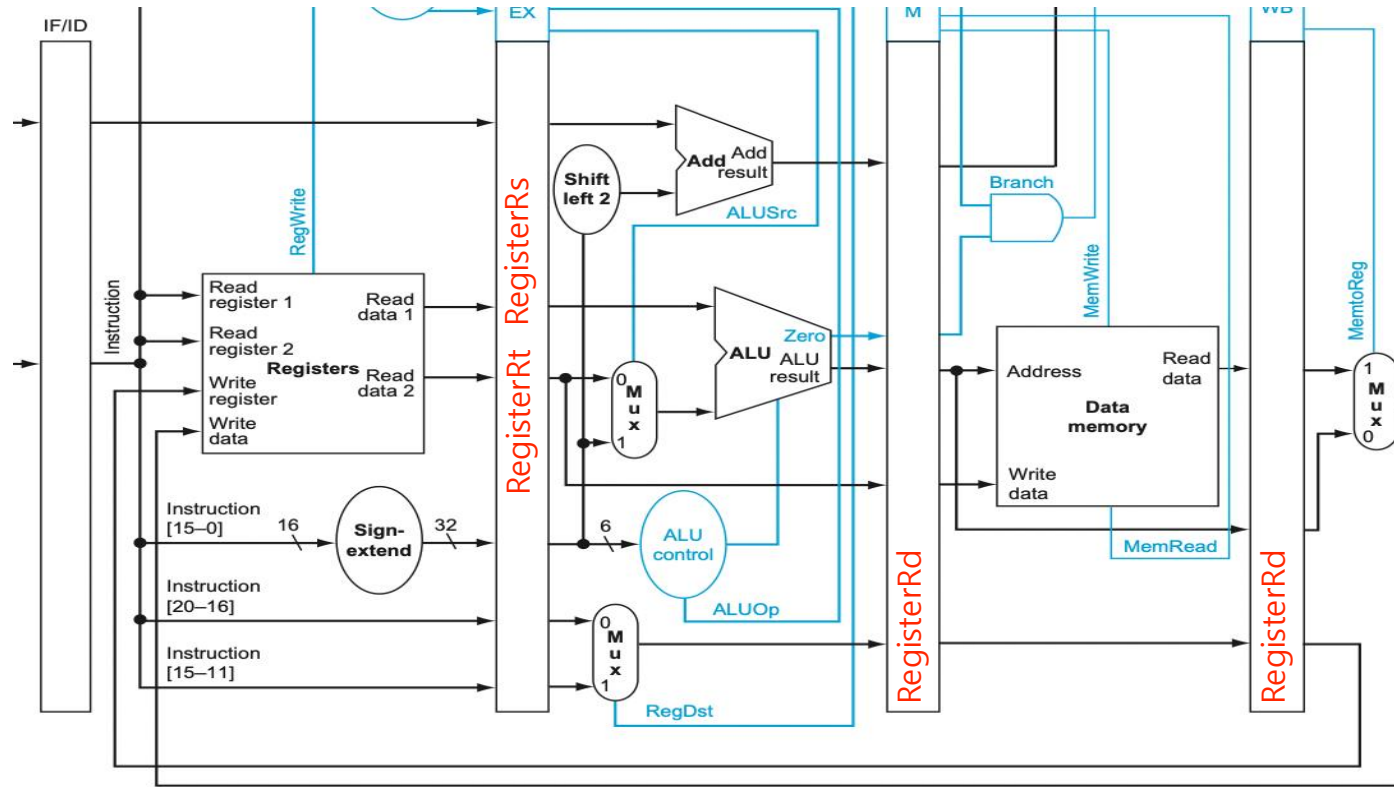 IF/ID
EX
M
WB
RegWrite
Instruction
Read
register 1
Read
register 2
Registers
Write
register
Write
data
Read
data 1
Read
data 2
Instruction
[15–0]
16
Sign-
extend
32
Instruction
[20–16]
Instruction
[15–11]
RegisterRs
RegisterRt
Shift
left 2
Add
Add
result
ALUSrc
0
M
u
x
1
ALU
Zero
ALU
result
6
ALU
control
ALUOp
0
M
u
x
1
RegDst
RegisterRd
Branch
MemWrite
Address
Read
data
Data
memory
Write
data
MemRead
RegisterRd
MemtoReg
1
M
u
x
0